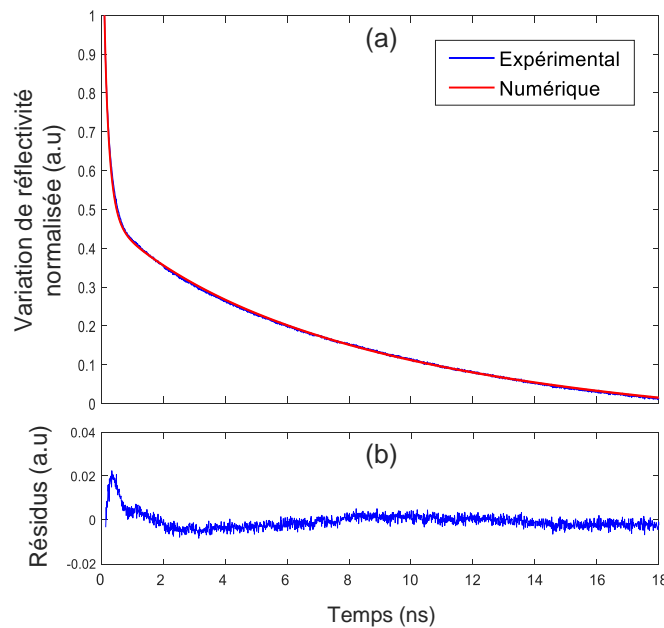 (a)
Expérimental
Numérique
Variation de réflectivité
normalisée (a.u)
1
0.9
0.8
0.7
0.6
0.5
0.4
0.3
0.2
0.1
0
(b)
Résidus (a.u)
0.04
0.02
0
-0.02
0 2 4 6 8 10 12 14 16 18
Temps (ns)